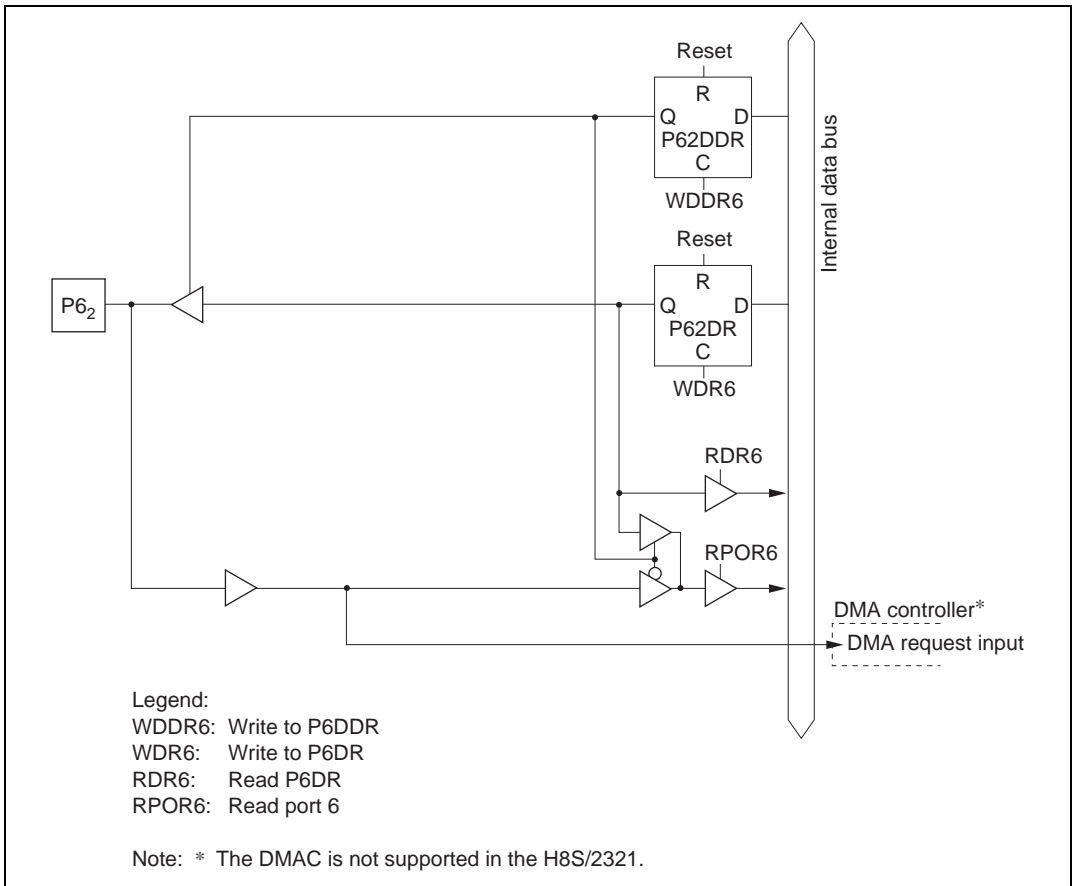 Reset
R
Q D
P62DDR
C
WDDR6
Internal data bus
Reset
R
P6₂
Q D
P62DR
C
WDR6
RDR6
RPOR6
DMA controller*
DMA request input
Legend:
WDDR6: Write to P6DDR
WDR6: Write to P6DR
RDR6: Read P6DR
RPOR6: Read port 6
Note: * The DMAC is not supported in the H8S/2321.